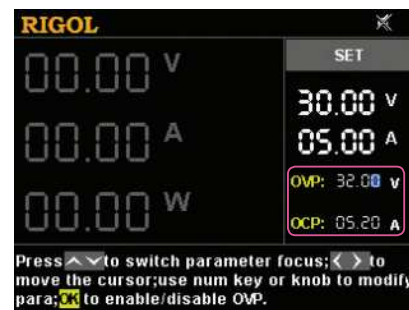 RIGOL
SET
00.00 V
30.00 V
00.00 A
05.00 A
OVP: 32.00 V
00.00 W
OCP: 05.20 A
Press to switch parameter focus; to
move the cursor;use num key or knob to modify
para;OK to enable/disable OVP.